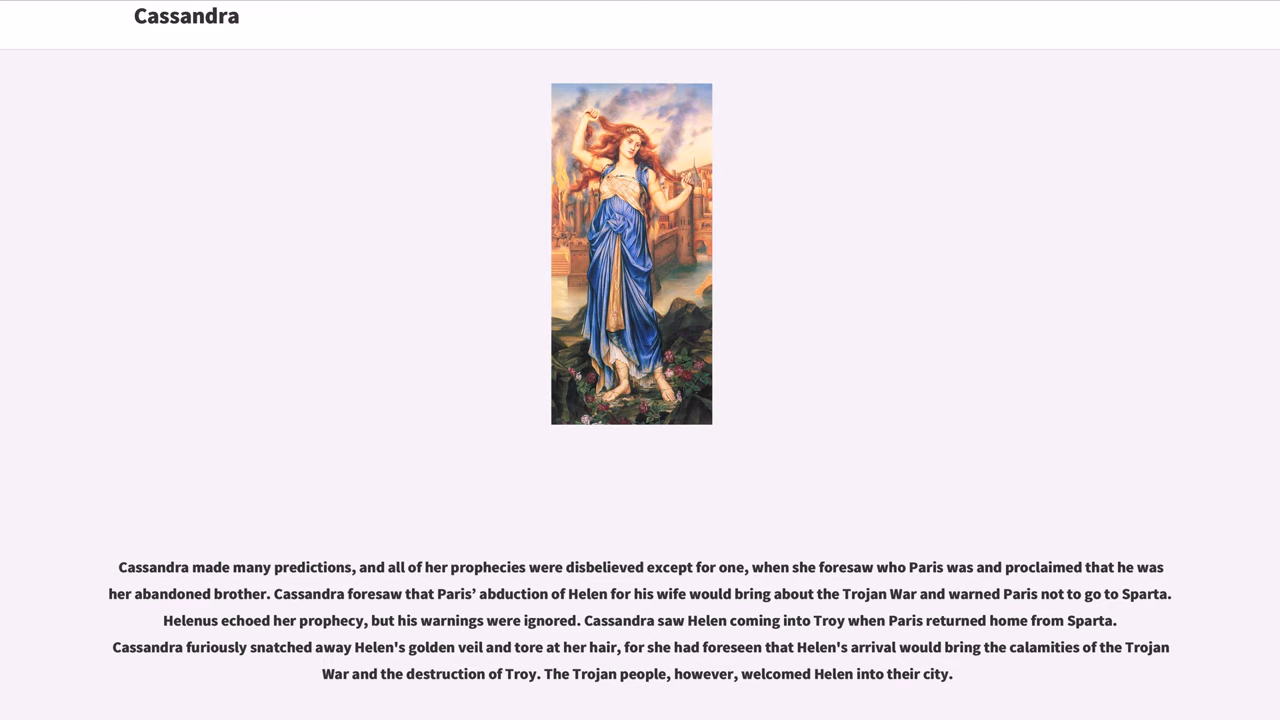 Cassandra
Cassandra made many predictions, and all of her prophecies were disbelieved except for one, when she foresaw who Paris was and proclaimed that he was
her abandoned brother. Cassandra foresaw that Paris’ abduction of Helen for his wife would bring about the Trojan War and warned Paris not to go to Sparta.
Helenus echoed her prophecy, but his warnings were ignored. Cassandra saw Helen coming into Troy when Paris returned home from Sparta.
Cassandra furiously snatched away Helen's golden veil and tore at her hair, for she had foreseen that Helen's arrival would bring the calamities of the Trojan
War and the destruction of Troy. The Trojan people, however, welcomed Helen into their city.